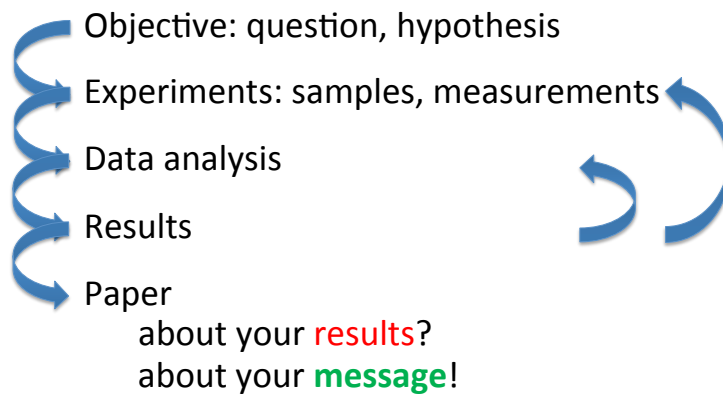 Objective: question, hypothesis
Experiments: samples, measurements
Data analysis
Results
Paper
about your results?
about your message!